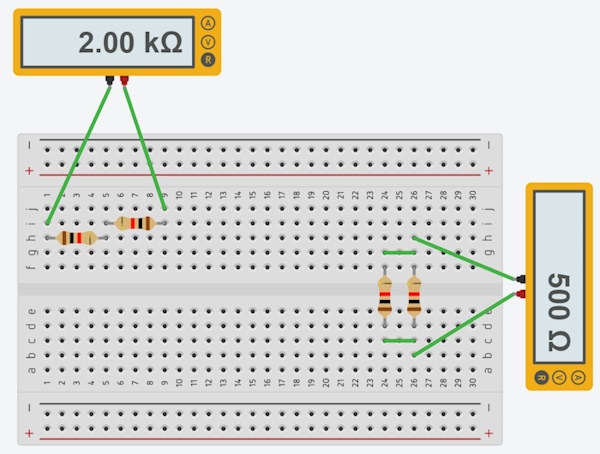 2.00 kΩ
A
V
R
− −
+ +
1 2 3 4 5 6 7 8 9 10 11 12 13 14 15 16 17 18 19 20 21 22 23 24 25 26 27 28 29 30
j j
i i
h h
g g
f f
500 Ω
R V A
e e
d d
c c
b b
a a
1 2 3 4 5 6 7 8 9 10 11 12 13 14 15 16 17 18 19 20 21 22 23 24 25 26 27 28 29 30
− −
+ +